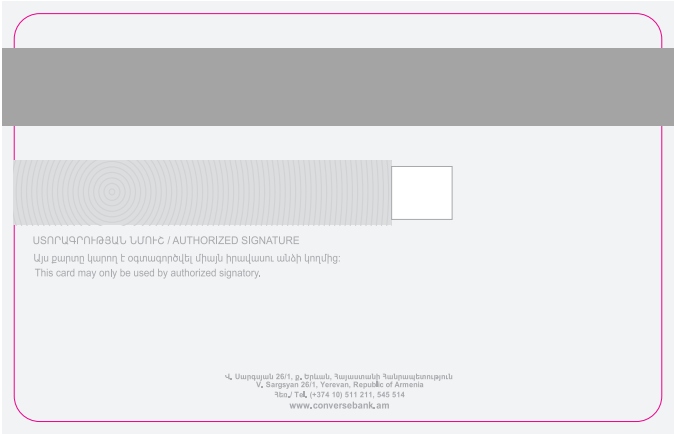 ՍՏՈՐԱԳՐՈՒԹՅԱՆ ՆՄՈՒՇ / AUTHORIZED SIGNATURE
Այս քարտը կարող է օգտագործվել միայն իրավասու անձի կողմից:
This card may only be used by authorized signatory.
Վ. Սարգսյան 26/1, ք. Երևան, Հայաստանի Հանրապետություն
V. Sargsyan 26/1, Yerevan, Republic of Armenia
Հեռ./ Tel. (+374 10) 511 211, 545 514
www.conversebank.am